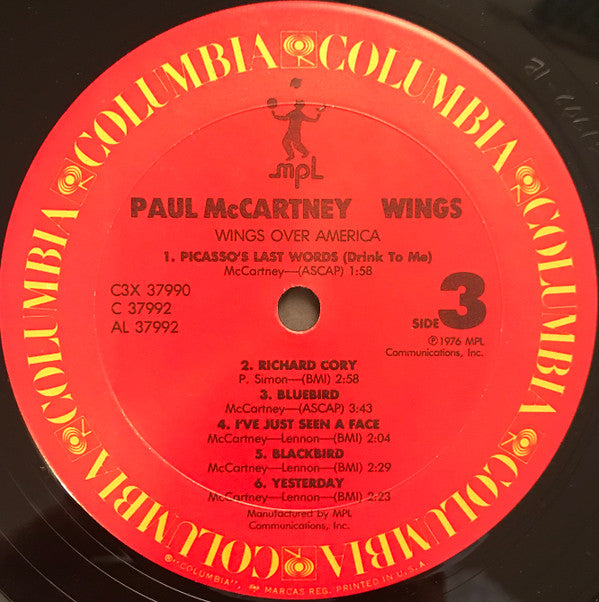 COLUMBIA COLUMBIA COLUMBIA COLUMBIA COLUMBIA COLUMBIA
mpl
PAUL McCARTNEY WINGS
WINGS OVER AMERICA
1. PICASSO'S LAST WORDS (Drink To Me)
McCartney—(ASCAP) 1:58
C3X 37990
C 37992
AL 37992
SIDE 3
℗1976 MPL
Communications, Inc.
2. RICHARD CORY
P. Simon—(BMI) 2:58
3. BLUEBIRD
McCartney—(ASCAP) 3:43
4. I'VE JUST SEEN A FACE
McCartney—Lennon—(BMI) 2:04
5. BLACKBIRD
McCartney—Lennon—(BMI) 2:29
6. YESTERDAY
McCartney—Lennon—(BMI) 2:23
Manufactured by MPL
Communications, Inc.
®"COLUMBIA", MARCAS REG. PRINTED IN U.S.A